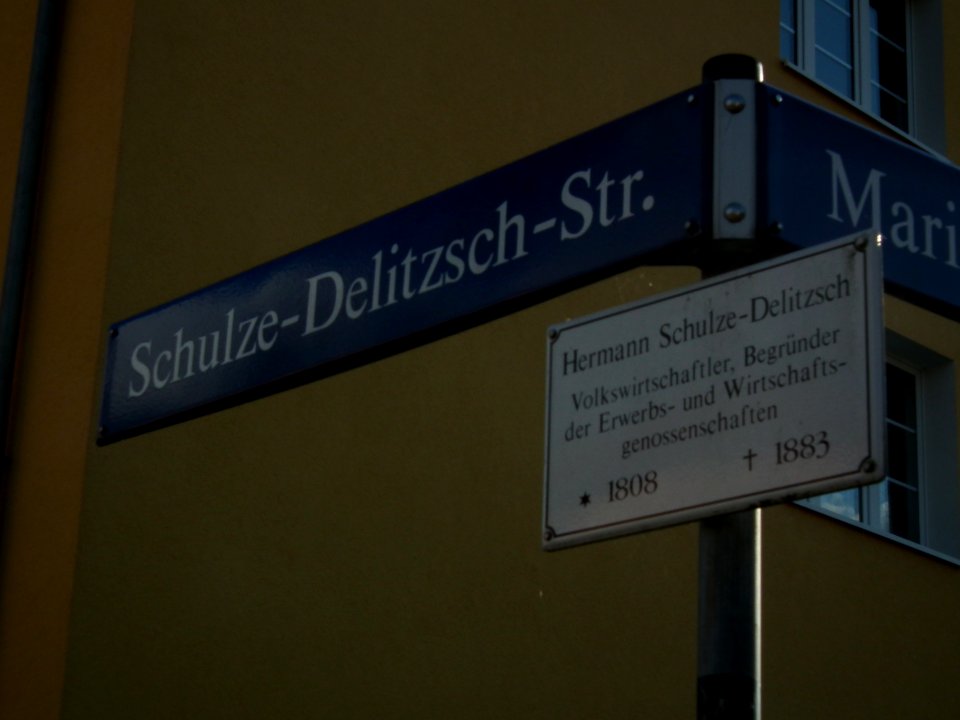 Schulze-Delitzsch-Str.
Mari
Hermann Schulze-Delitzsch
Volkswirtschaftler, Begründer
der Erwerbs- und Wirtschafts-
genossenschaften
* 1808 † 1883